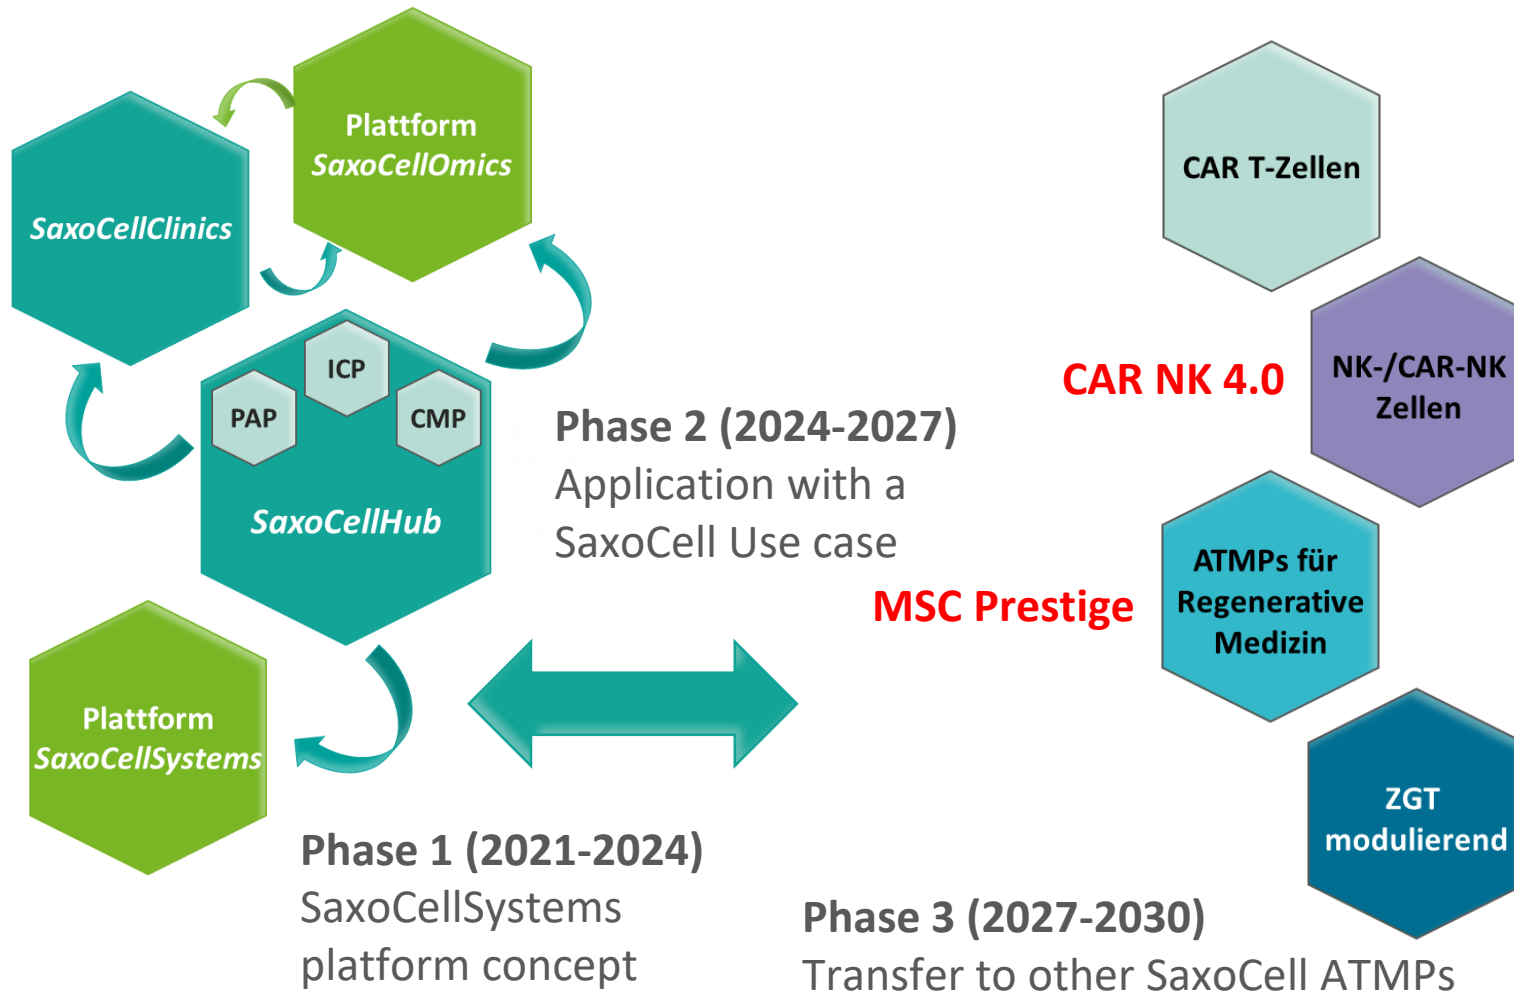 Plattform
SaxoCellOmics
SaxoCellClinics
ICP
PAP
CMP
SaxoCellHub
Plattform
SaxoCellSystems
Phase 1 (2021-2024)
SaxoCellSystems
platform concept
Phase 2 (2024-2027)
Application with a
SaxoCell Use case
Phase 3 (2027-2030)
Transfer to other SaxoCell ATMPs
CAR T-Zellen
CAR NK 4.0
NK-/CAR-NK
Zellen
MSC Prestige
ATMPs für
Regenerative
Medizin
ZGT
modulierend